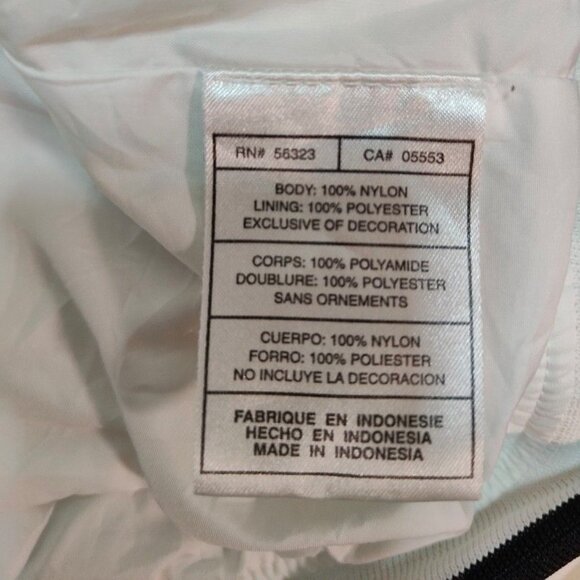 RN# 56323 CA# 05553
BODY: 100% NYLON
LINING: 100% POLYESTER
EXCLUSIVE OF DECORATION
CORPS: 100% POLYAMIDE
DOUBLURE: 100% POLYESTER
SANS ORNEMENTS
CUERPO: 100% NYLON
FORRO: 100% POLIESTER
NO INCLUYE LA DECORACION
FABRIQUE EN INDONESIE
HECHO EN INDONESIA
MADE IN INDONESIA